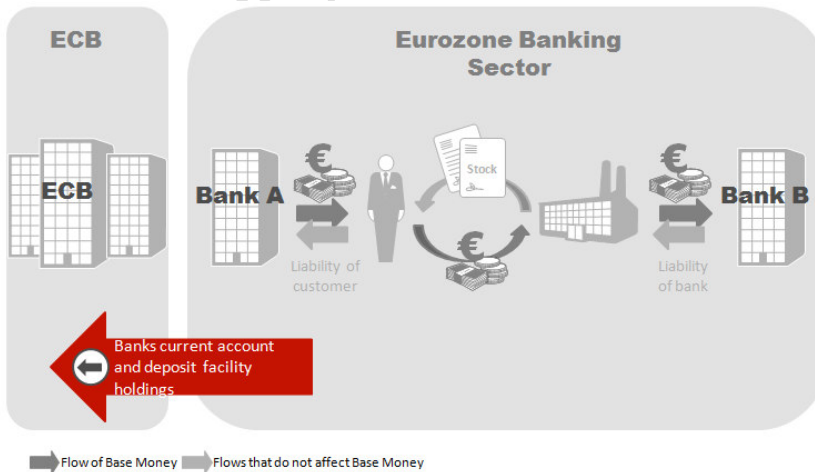 ECB
Eurozone Banking
Sector
ECB
Bank A
€
Stock
€
€
Bank B
Liability of
customer
Liability
of bank
Banks current account
and deposit facility
holdings
Flow of Base Money
Flows that do not affect Base Money